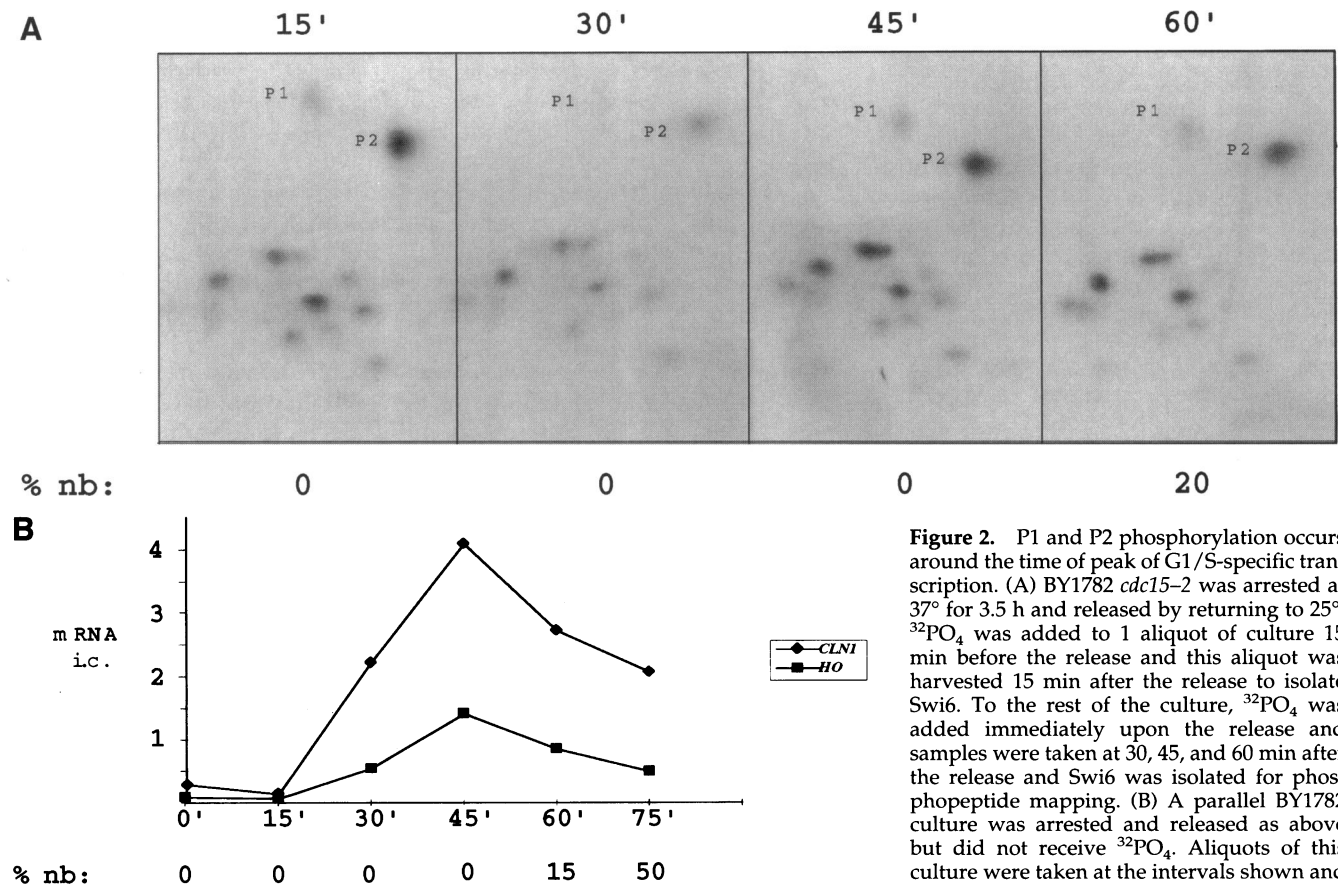 A
15' 30' 45' 60'
P1 P1 P1 P1
P2 P2 P2 P2
% nb: 0 0 0 20
B
4
3
2
1
mRNA
i.c.
CLN1
HO
0' 15' 30' 45' 60' 75'
% nb: 0 0 0 0 15 50
Figure 2. P1 and P2 phosphorylation occurs
around the time of peak of G1/S-specific tran
scription. (A) BY1782 cdc15–2 was arrested a
37° for 3.5 h and released by returning to 25°
³²PO₄ was added to 1 aliquot of culture 15
min before the release and this aliquot was
harvested 15 min after the release to isolate
Swi6. To the rest of the culture, ³²PO₄ was
added immediately upon the release and
samples were taken at 30, 45, and 60 min after
the release and Swi6 was isolated for phos
phopeptide mapping. (B) A parallel BY1782
culture was arrested and released as above
but did not receive ³²PO₄. Aliquots of this
culture were taken at the intervals shown and